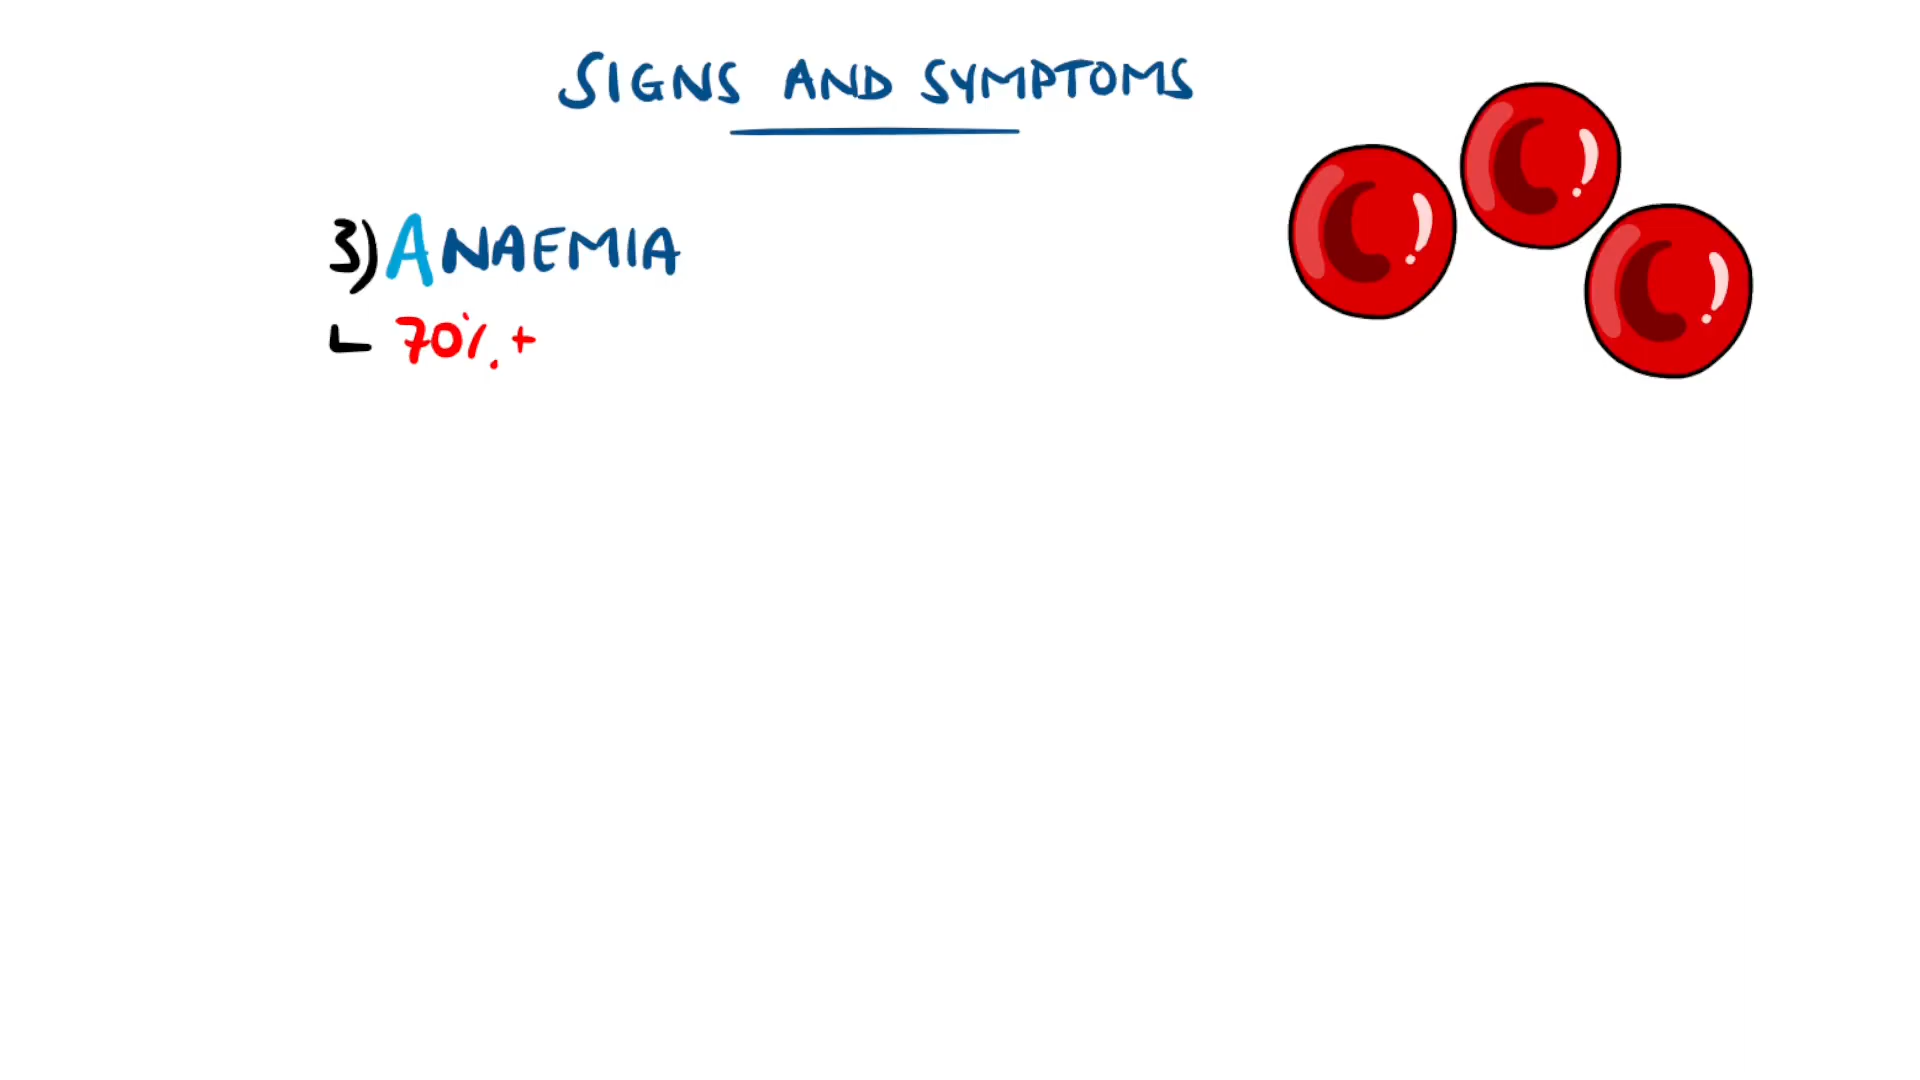 SIGNS AND SYMPTOMS
3) ANAEMIA
70% +